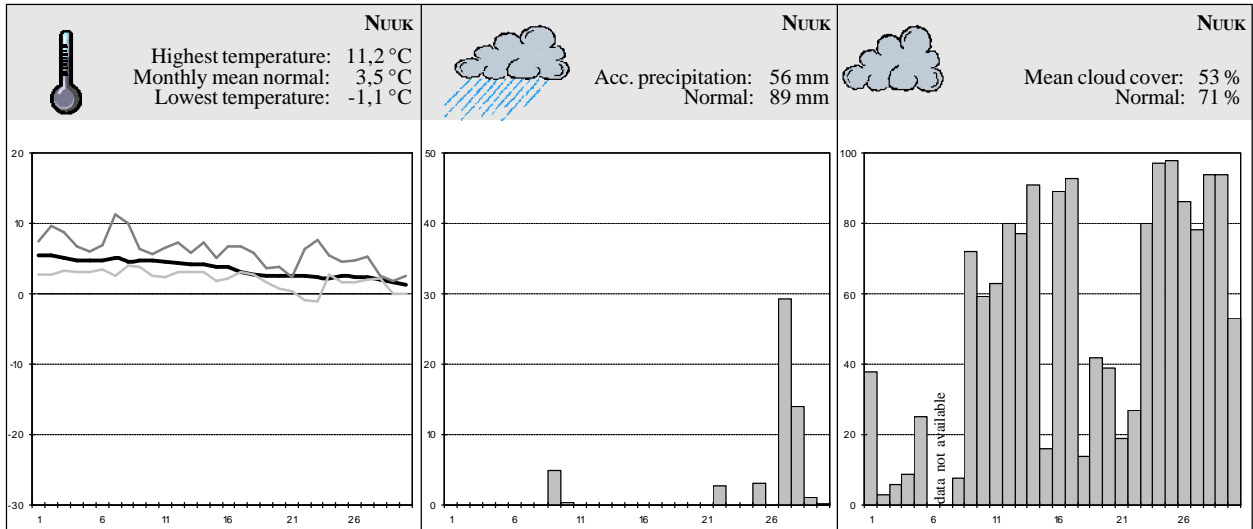 NUUK
Highest temperature: 11,2 °C
Monthly mean normal: 3,5 °C
Lowest temperature: -1,1 °C
20
10
0
-10
-20
-30
1 6 11 16 21 26
NUUK
Acc. precipitation: 56 mm
Normal: 89 mm
50
40
30
20
10
0
1 6 11 16 21 26
NUUK
Mean cloud cover: 53 %
Normal: 71 %
100
80
60
40
20
0
data not available
1 6 11 16 21 26